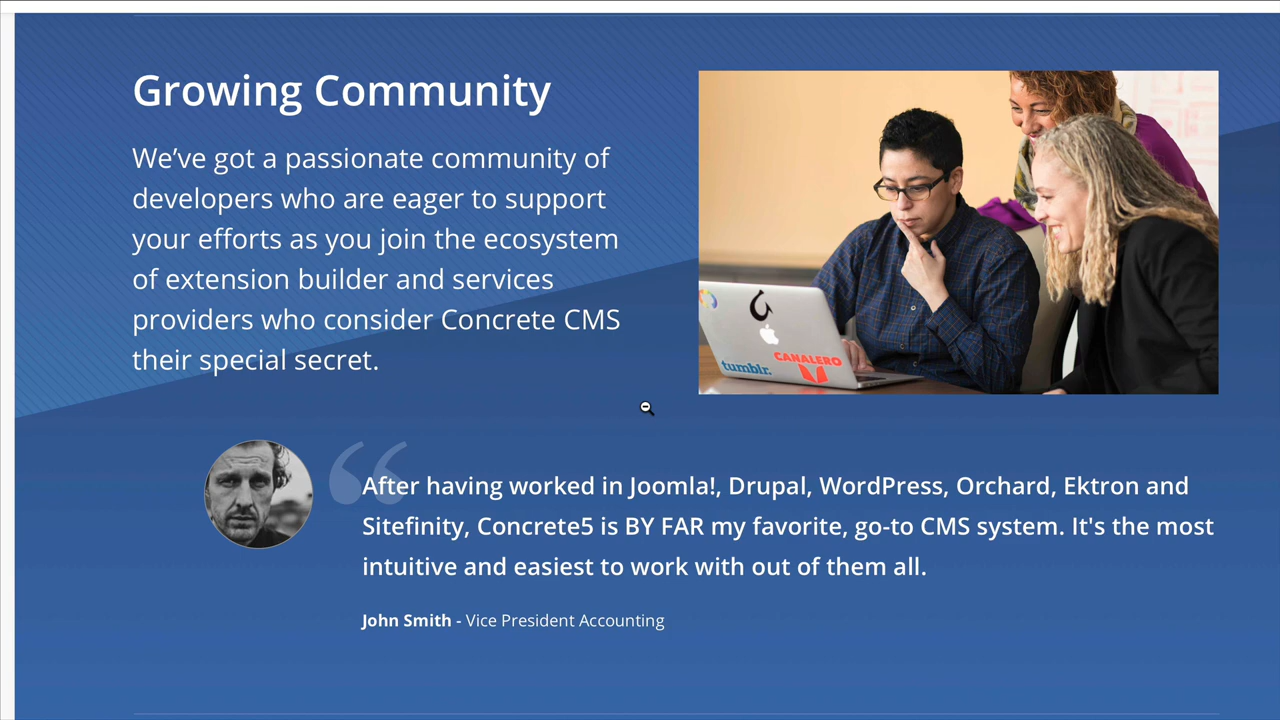 Growing Community
We’ve got a passionate community of
developers who are eager to support
your efforts as you join the ecosystem
of extension builder and services
providers who consider Concrete CMS
their special secret.
tumblr.
CANALERO
After having worked in Joomla!, Drupal, WordPress, Orchard, Ektron and
Sitefinity, Concrete5 is BY FAR my favorite, go-to CMS system. It's the most
intuitive and easiest to work with out of them all.
John Smith - Vice President Accounting